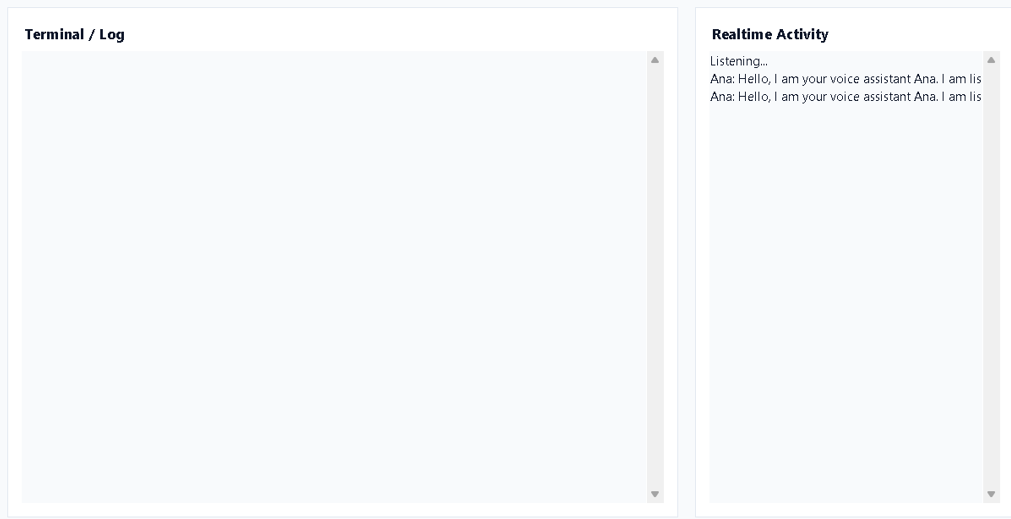 Terminal / Log
Realtime Activity
Listening...
Ana: Hello, I am your voice assistant Ana. I am lis
Ana: Hello, I am your voice assistant Ana. I am lis